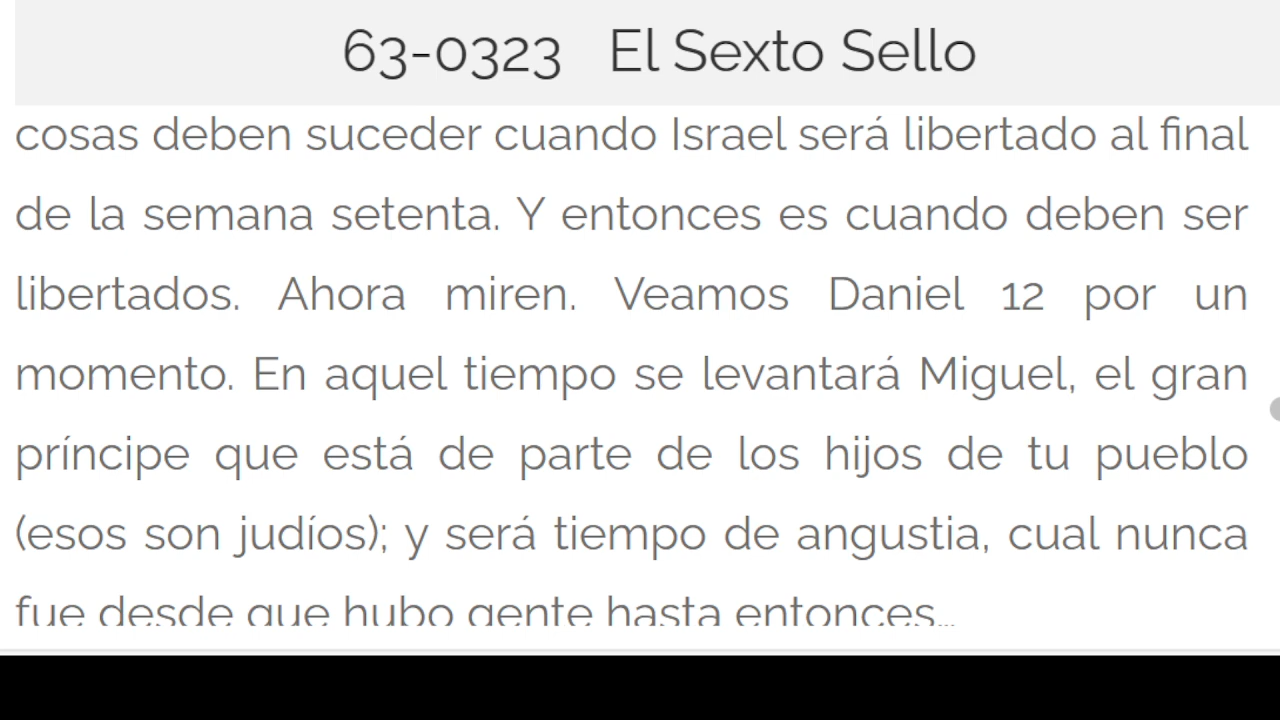 63-0323 El Sexto Sello
cosas deben suceder cuando Israel será libertado al final
de la semana setenta. Y entonces es cuando deben ser
libertados. Ahora miren. Veamos Daniel 12 por un
momento. En aquel tiempo se levantará Miguel, el gran
príncipe que está de parte de los hijos de tu pueblo
(esos son judíos); y será tiempo de angustia, cual nunca
fue desde que hubo gente hasta entonces...